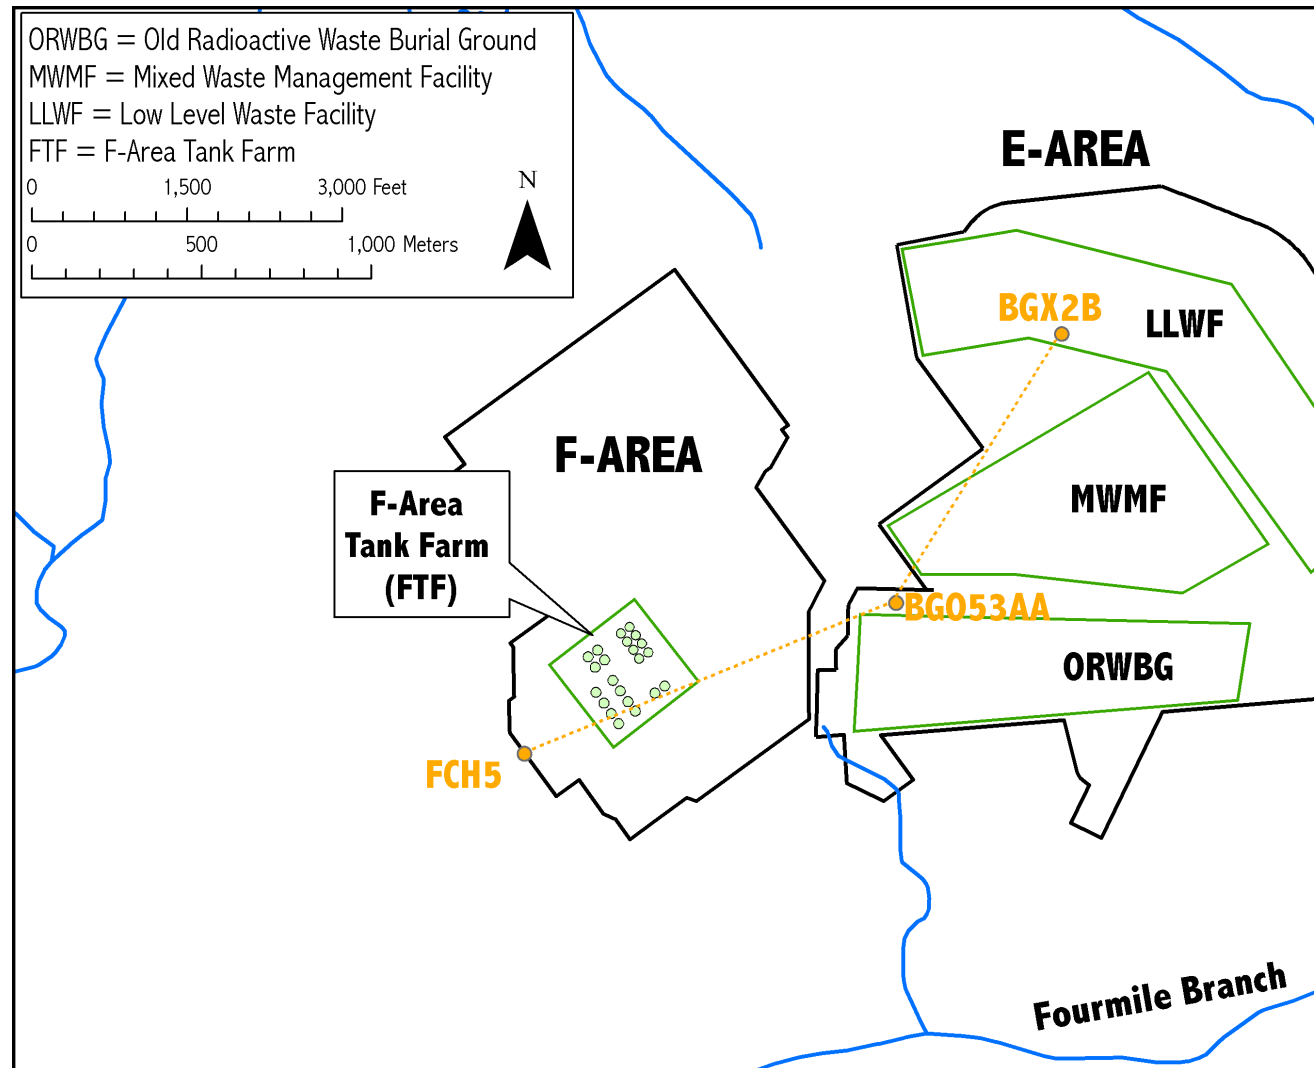 ORWBG = Old Radioactive Waste Burial Ground
MWMF = Mixed Waste Management Facility
LLWF = Low Level Waste Facility
FTF = F-Area Tank Farm
0 1,500 3,000 Feet
0 500 1,000 Meters
N
E-AREA
BGX2B
LLWF
F-AREA
F-Area
Tank Farm
(FTF)
MWMF
BGO53AA
ORWBG
FCH5
Fourmile Branch